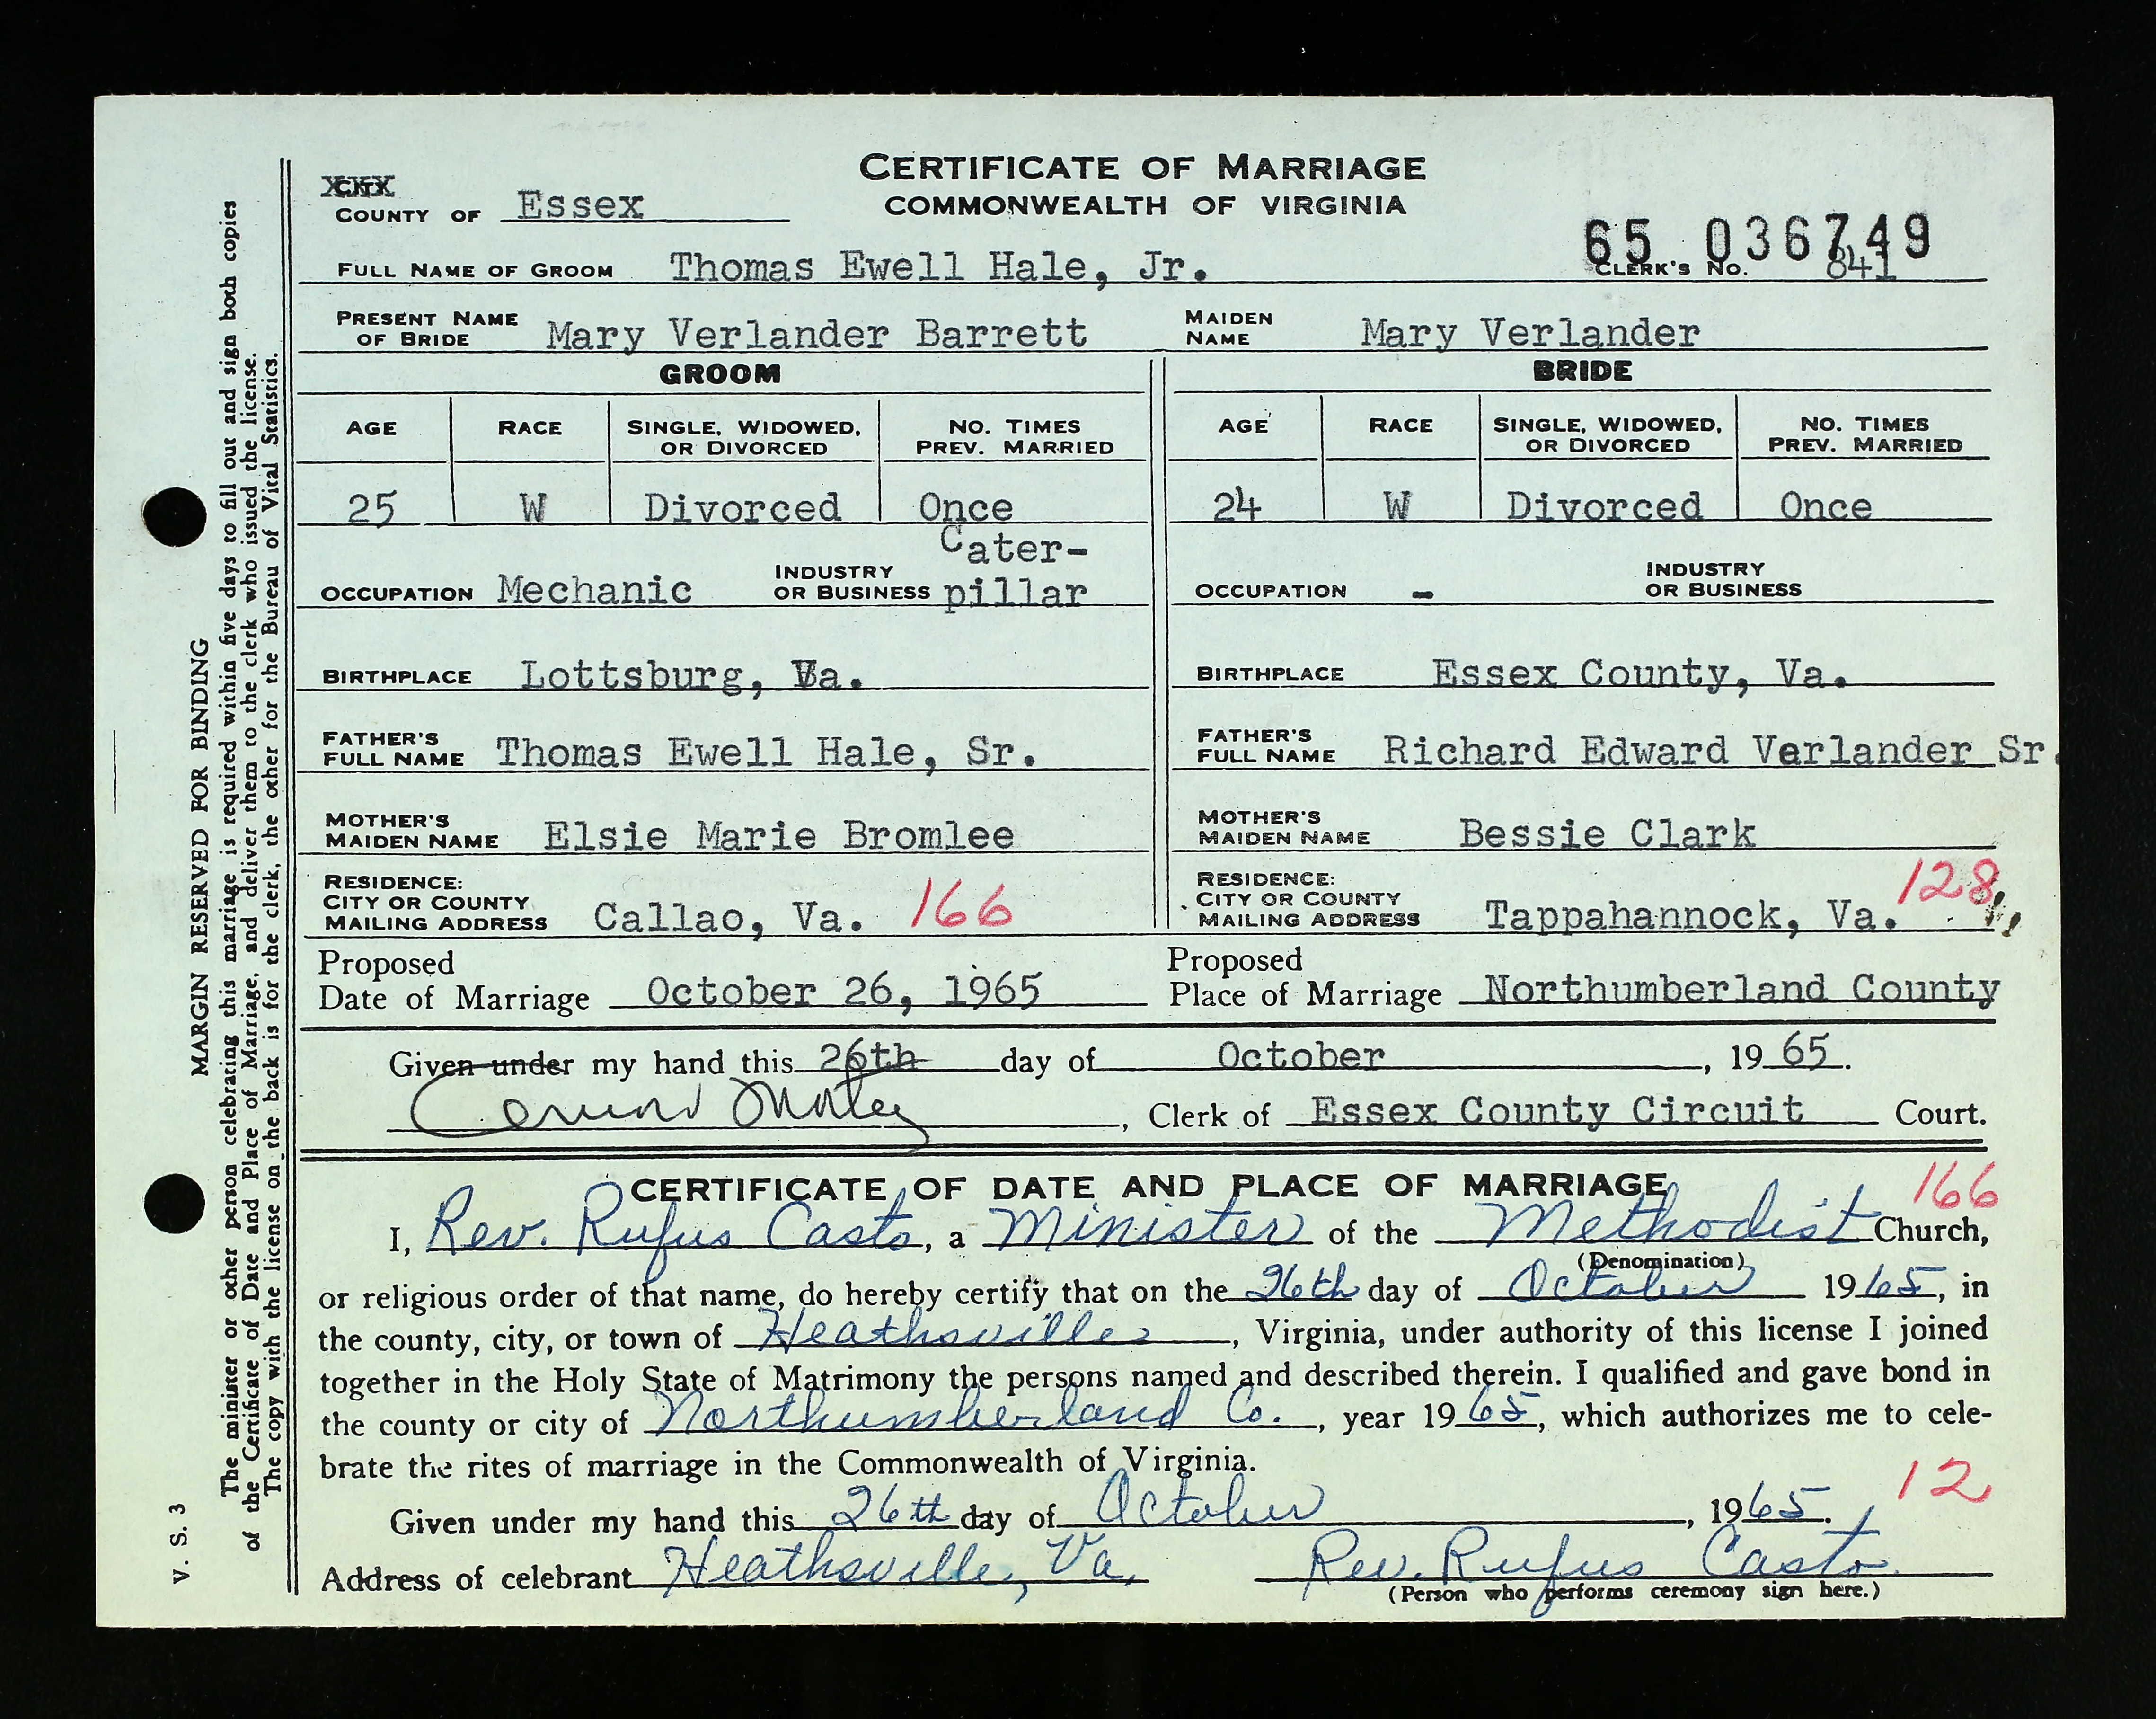 CERTIFICATE OF MARRIAGE
COMMONWEALTH OF VIRGINIA
COUNTY OF Essex
65 036749
CLERK'S NO. 841
FULL NAME OF GROOM Thomas Ewell Hale, Jr.
PRESENT NAME OF BRIDE Mary Verlander Barrett MAIDEN NAME Mary Verlander
GROOM BRIDE
AGE RACE SINGLE, WIDOWED, OR DIVORCED NO. TIMES PREV. MARRIED AGE RACE SINGLE, WIDOWED, OR DIVORCED NO. TIMES PREV. MARRIED
25 W Divorced Once 24 W Divorced Once
OCCUPATION Mechanic INDUSTRY OR BUSINESS Cater-pillar OCCUPATION - INDUSTRY OR BUSINESS
BIRTHPLACE Lottsburg, Va. BIRTHPLACE Essex County, Va.
FATHER'S FULL NAME Thomas Ewell Hale, Sr. FATHER'S FULL NAME Richard Edward Verlander Sr.
MOTHER'S MAIDEN NAME Elsie Marie Bromlee MOTHER'S MAIDEN NAME Bessie Clark
RESIDENCE: CITY OR COUNTY MAILING ADDRESS Callao, Va. 166 RESIDENCE: CITY OR COUNTY MAILING ADDRESS Tappahannock, Va. 128
Proposed Date of Marriage October 26, 1965 Proposed Place of Marriage Northumberland County
Given under my hand this 26th day of October, 1965.
, Clerk of Essex County Circuit Court.
CERTIFICATE OF DATE AND PLACE OF MARRIAGE 166
I, Rev. Rufus Casto, a Minister of the Methodist Church,
(Denomination)
or religious order of that name, do hereby certify that on the 26th day of October 1965, in
the county, city, or town of Heathsville, Virginia, under authority of this license I joined
together in the Holy State of Matrimony the persons named and described therein. I qualified and gave bond in
the county or city of Northumberland Co., year 1965, which authorizes me to cele-
brate the rites of marriage in the Commonwealth of Virginia.
12
Given under my hand this 26th day of October, 1965.
Address of celebrant Heathsville, Va. Rev. Rufus Casto
(Person who performs ceremony sign here.)
V. S. 3
MARGIN RESERVED FOR BINDING
The minister or other person celebrating this marriage is required within five days to fill out and sign both copies
of the Certificate of Date and Place of Marriage, and deliver them to the clerk who issued the license.
The copy with the license on the back is for the clerk, the other for the Bureau of Vital Statistics.